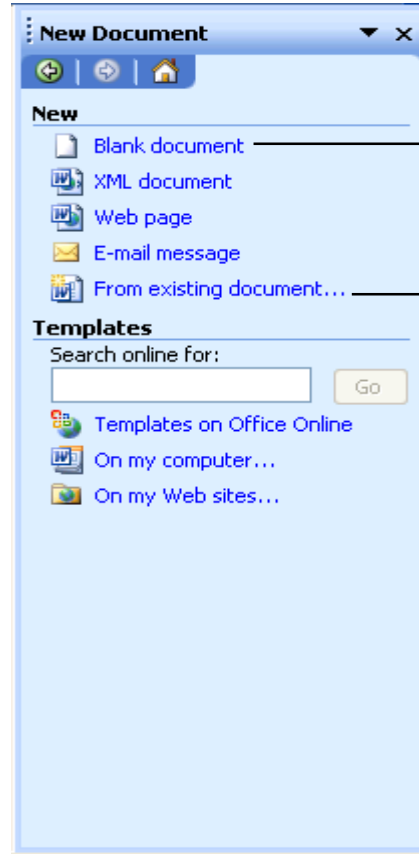 New Document
New
Blank document
XML document
Web page
E-mail message
From existing document...
Templates
Search online for:
Go
Templates on Office Online
On my computer...
On my Web sites...